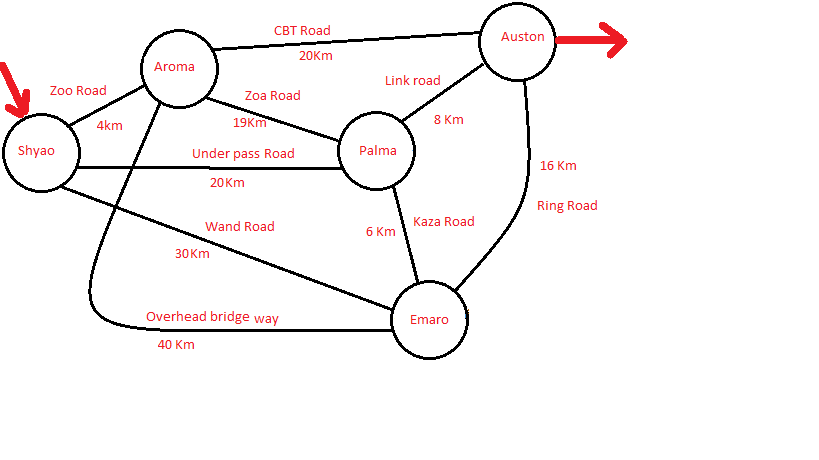 CBT Road
Auston
20Km
Aroma
Link road
Zoo Road
Zoa Road
4km
19Km
8 Km
Shyao
Under pass Road
Palma
20Km
16 Km
Ring Road
Wand Road
6 Km
Kaza Road
30Km
Overhead bridge way
Emaro
40 Km